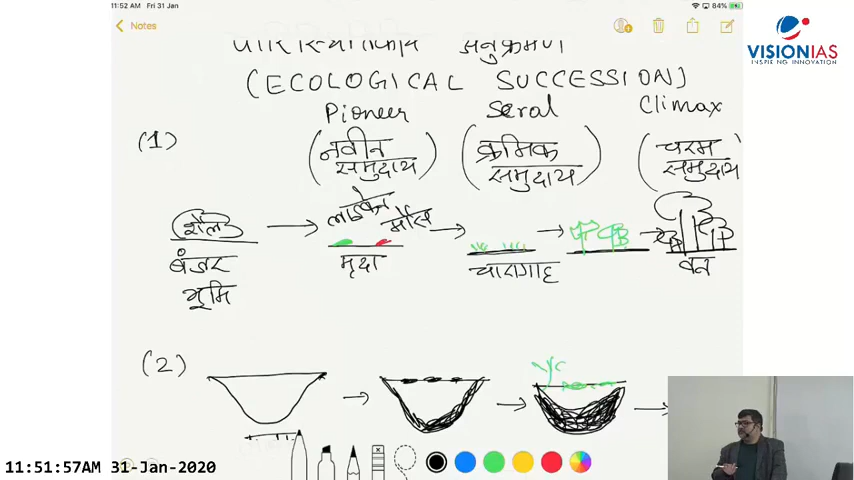 11:52 AM Fri 31 Jan
84%
Notes
VISIONIAS
INSPIRING INNOVATION
पारिस्थितिकीय अनुक्रमण
(ECOLOGICAL SUCCESSION)
Pioneer Seral Climax
(1) (नवीन समुदाय) (क्रमिक समुदाय) (चरम समुदाय)
शैल लाइकेन मॉस
बंजर भूमि मृदा चारागाह वन
(2)
11:51:57AM 31-Jan-2020